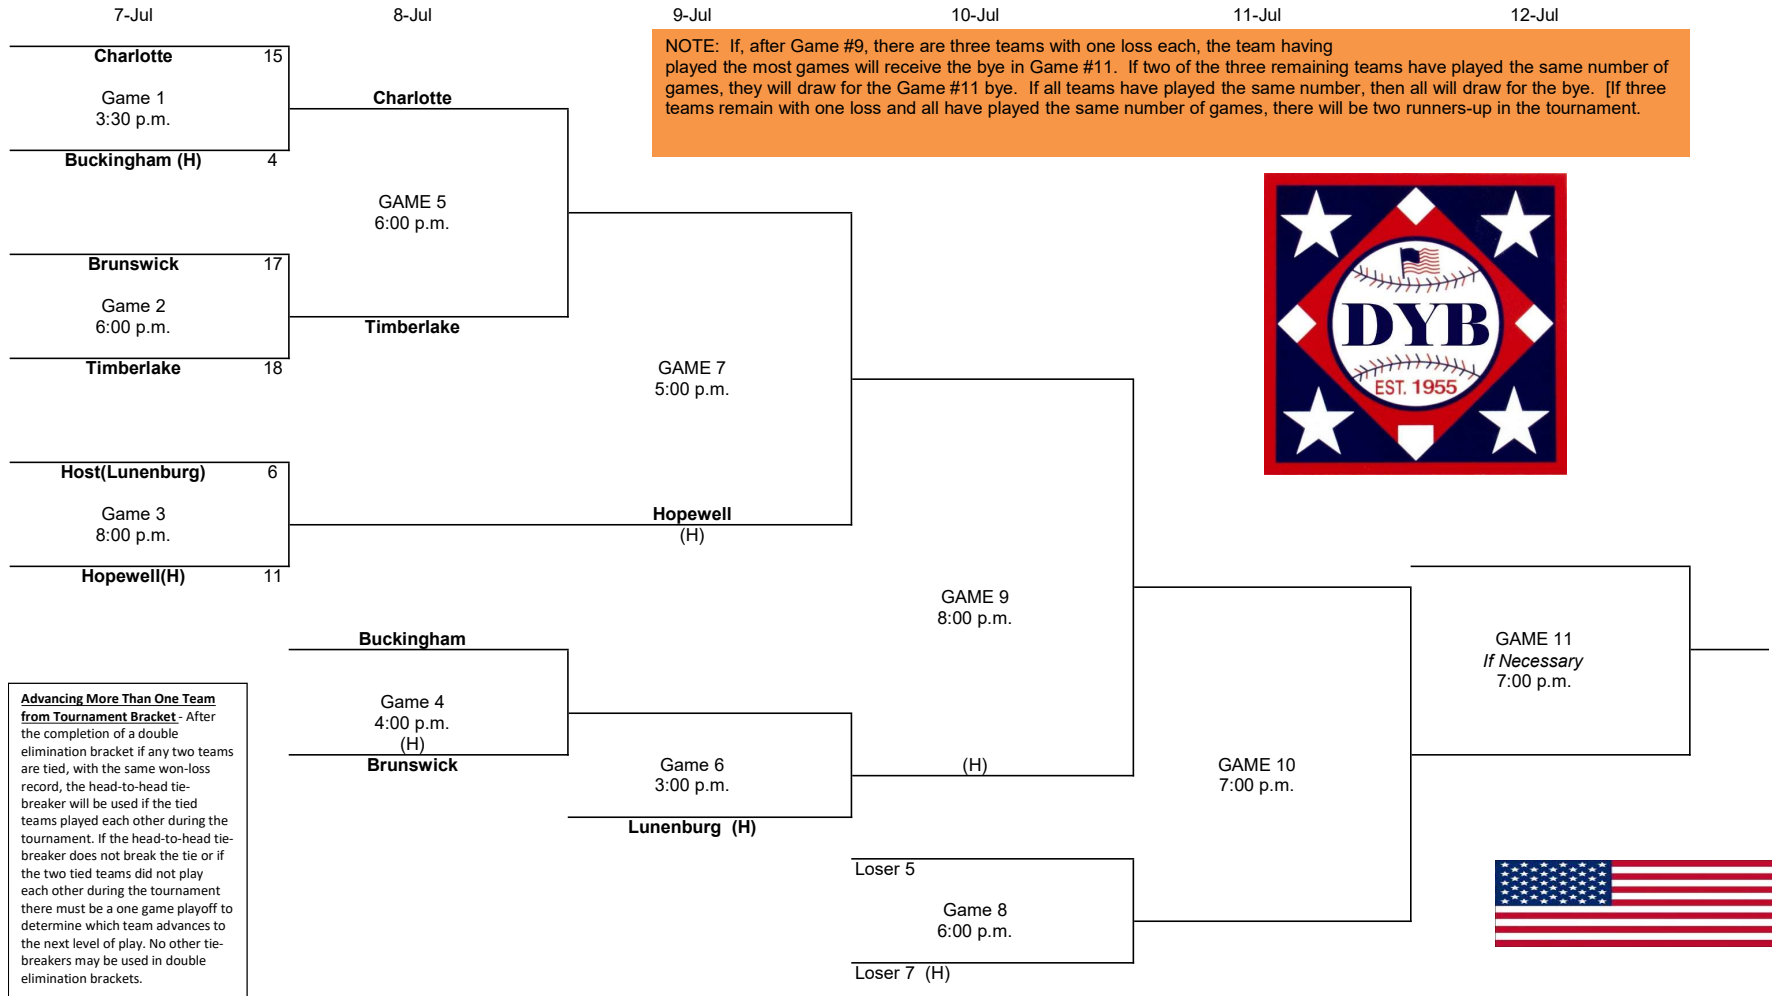 7-Jul
8-Jul
9-Jul
10-Jul
11-Jul
12-Jul
NOTE: If, after Game #9, there are three teams with one loss each, the team having
played the most games will receive the bye in Game #11. If two of the three remaining teams have played the same number of
games, they will draw for the Game #11 bye. If all teams have played the same number, then all will draw for the bye. [If three
teams remain with one loss and all have played the same number of games, there will be two runners-up in the tournament.
Charlotte 15
Game 1
3:30 p.m.
Buckingham (H) 4
Brunswick 17
Game 2
6:00 p.m.
Timberlake 18
Host(Lunenburg) 6
Game 3
8:00 p.m.
Hopewell(H) 11
Charlotte
GAME 5
6:00 p.m.
Timberlake
Buckingham
Game 4
4:00 p.m.
(H)
Brunswick
GAME 7
5:00 p.m.
Hopewell
(H)
Game 6
3:00 p.m.
Lunenburg (H)
GAME 9
8:00 p.m.
(H)
Loser 5
Game 8
6:00 p.m.
Loser 7 (H)
GAME 10
7:00 p.m.
GAME 11
If Necessary
7:00 p.m.
DYB
EST. 1955
Advancing More Than One Team
from Tournament Bracket - After
the completion of a double
elimination bracket if any two teams
are tied, with the same won-loss
record, the head-to-head tie-
breaker will be used if the tied
teams played each other during the
tournament. If the head-to-head tie-
breaker does not break the tie or if
the two tied teams did not play
each other during the tournament
there must be a one game playoff to
determine which team advances to
the next level of play. No other tie-
breakers may be used in double
elimination brackets.